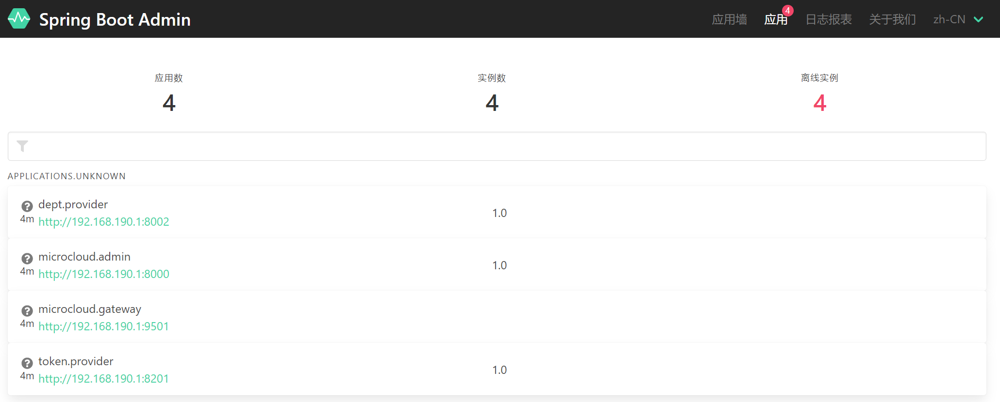 Spring Boot Admin
应用墙 应用 4 日志报表 关于我们 zh-CN
应用数 实例数 离线实例
4 4 4
APPLICATIONS.UNKNOWN
dept.provider
4m http://192.168.190.1:8002 1.0
microcloud.admin
4m http://192.168.190.1:8000 1.0
microcloud.gateway
4m http://192.168.190.1:9501
token.provider
4m http://192.168.190.1:8201 1.0